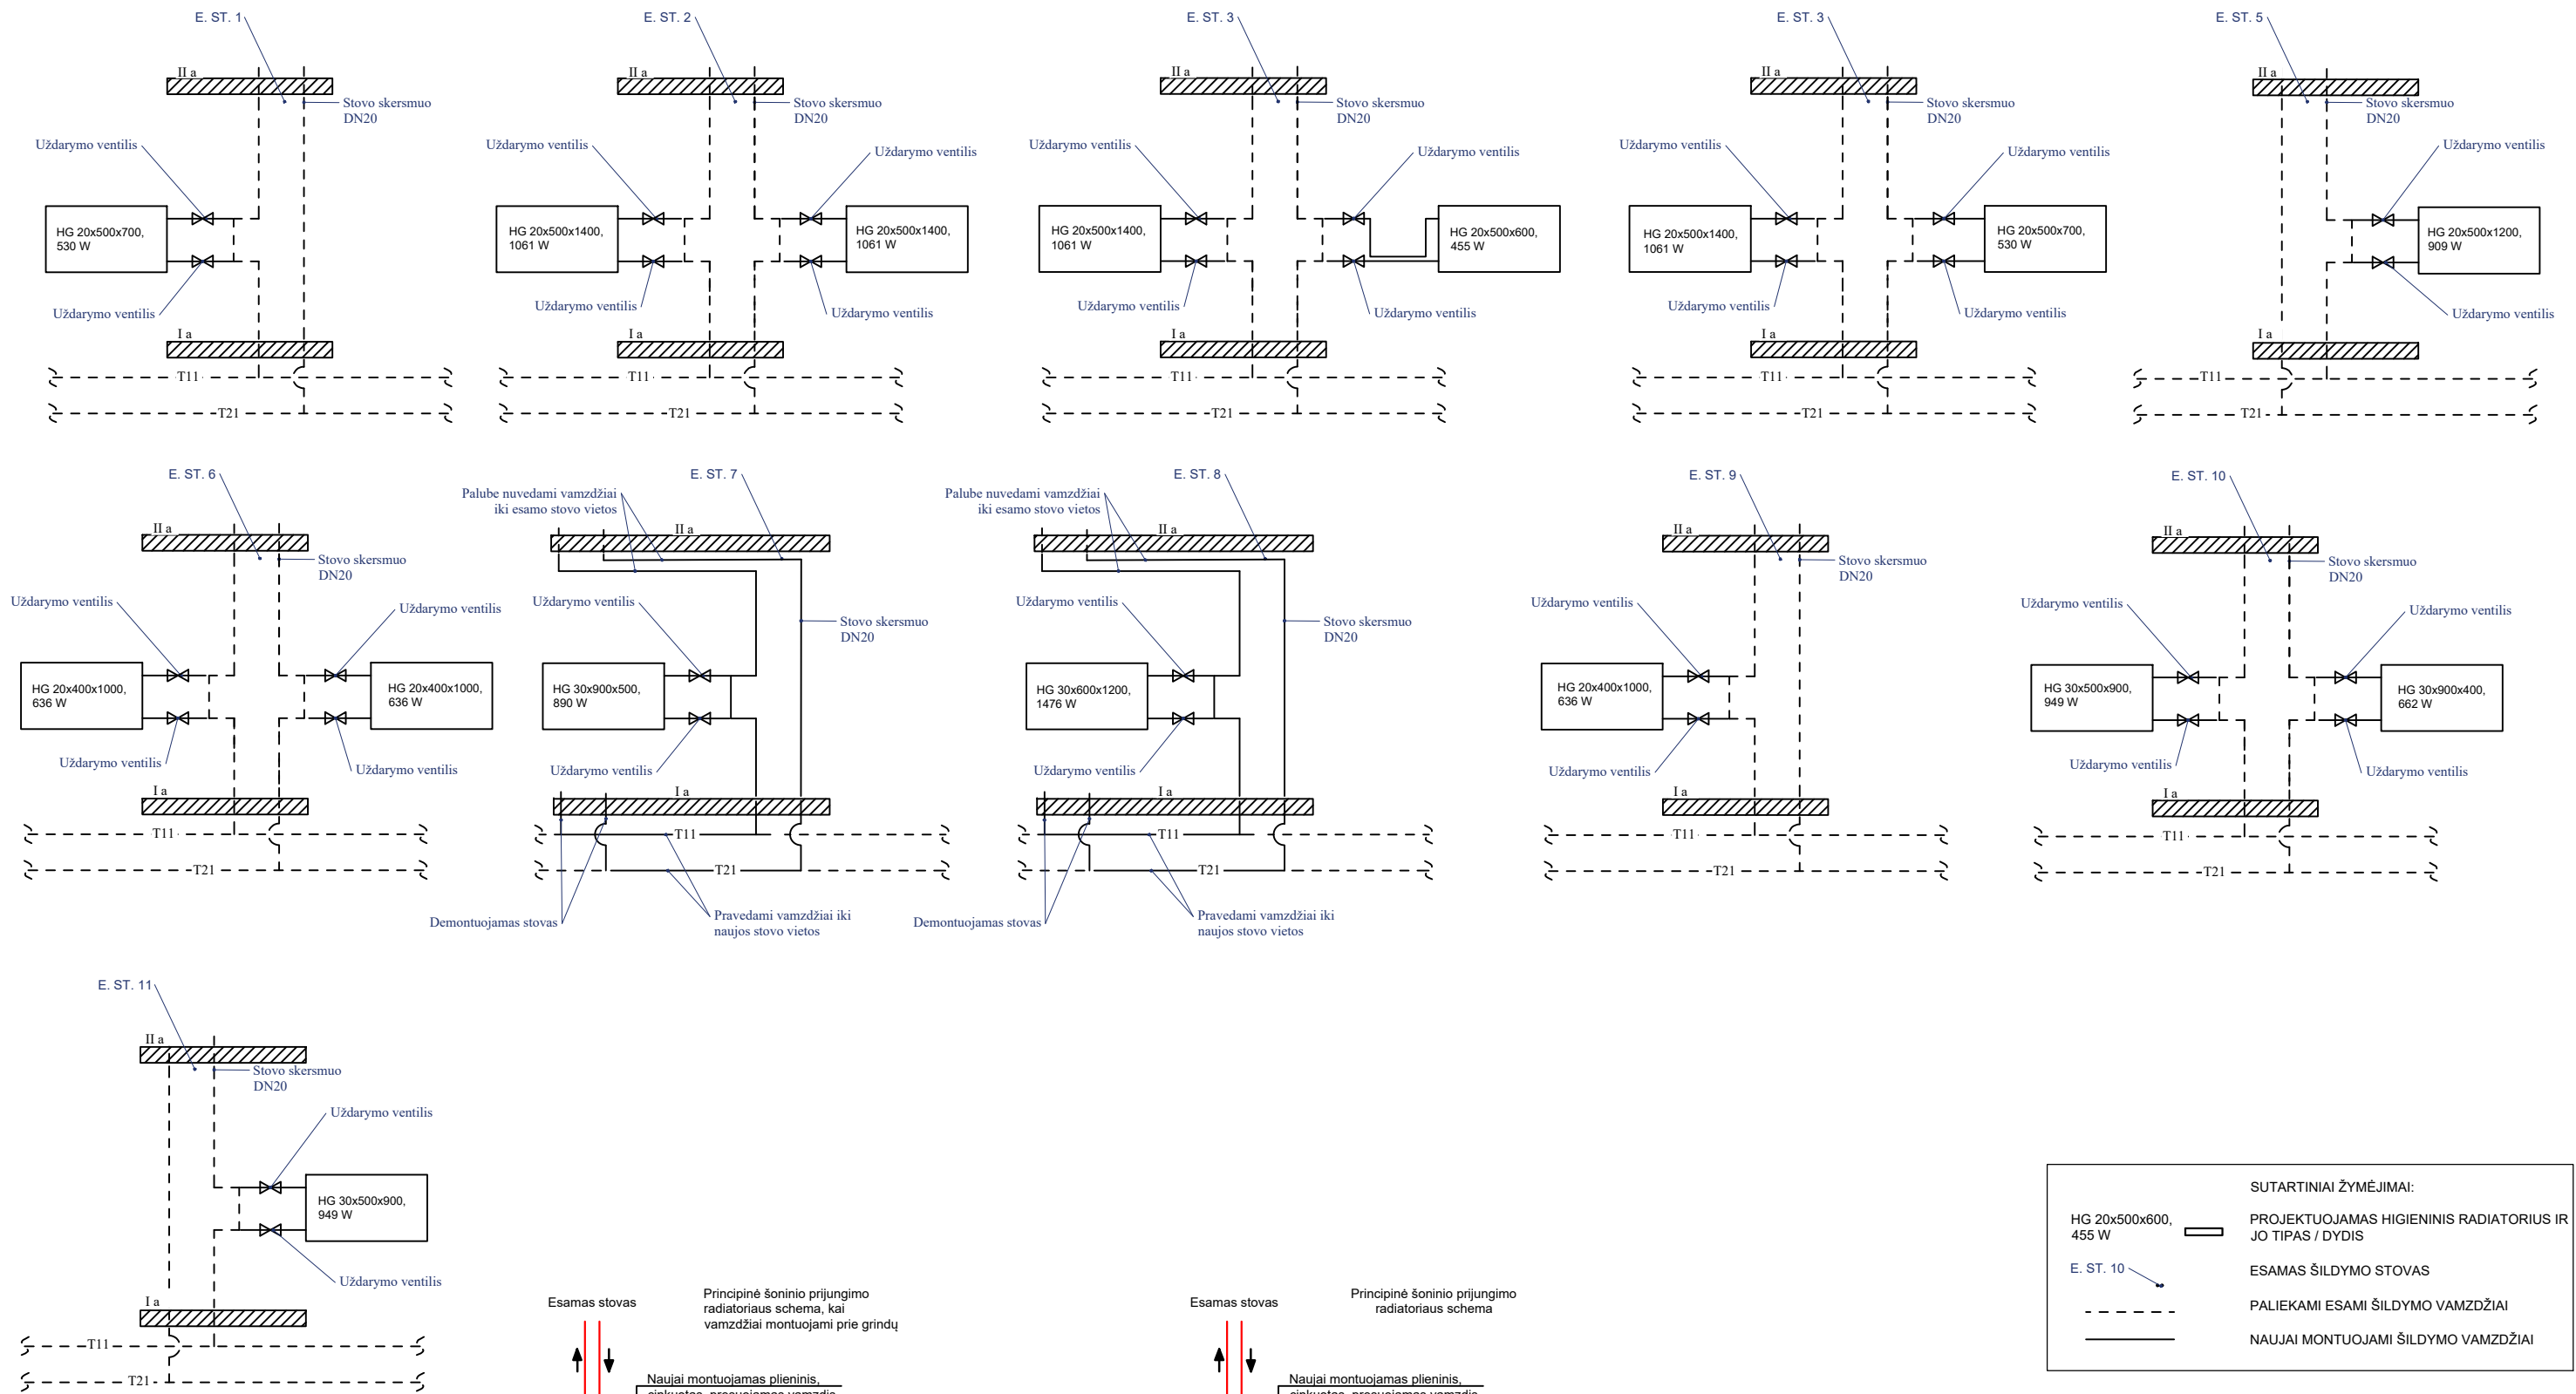 E. ST. 1
II a
Stovo skersmuo
DN20
Uždarymo ventilis
HG 20x500x700,
530 W
Uždarymo ventilis
I a
T11
T21
E. ST. 2
II a
Stovo skersmuo
DN20
Uždarymo ventilis
Uždarymo ventilis
HG 20x500x1400,
1061 W
HG 20x500x1400,
1061 W
Uždarymo ventilis
Uždarymo ventilis
I a
T11
T21
E. ST. 3
II a
Stovo skersmuo
DN20
Uždarymo ventilis
Uždarymo ventilis
HG 20x500x1400,
1061 W
HG 20x500x600,
455 W
Uždarymo ventilis
Uždarymo ventilis
I a
T11
T21
E. ST. 3
II a
Stovo skersmuo
DN20
Uždarymo ventilis
Uždarymo ventilis
HG 20x500x1400,
1061 W
HG 20x500x700,
530 W
Uždarymo ventilis
Uždarymo ventilis
I a
T11
T21
E. ST. 5
II a
Stovo skersmuo
DN20
Uždarymo ventilis
HG 20x500x1200,
909 W
Uždarymo ventilis
I a
T11
T21
E. ST. 6
II a
Stovo skersmuo
DN20
Uždarymo ventilis
Uždarymo ventilis
HG 20x400x1000,
636 W
HG 20x400x1000,
636 W
Uždarymo ventilis
Uždarymo ventilis
I a
T11
T21
E. ST. 7
Palube nuvedami vamzdžiai
iki esamo stovo vietos
II a
Uždarymo ventilis
Stovo skersmuo
DN20
HG 30x900x500,
890 W
Uždarymo ventilis
I a
T11
T21
Demontuojamas stovas
Pravedami vamzdžiai iki
naujos stovo vietos
E. ST. 8
Palube nuvedami vamzdžiai
iki esamo stovo vietos
II a
Uždarymo ventilis
Stovo skersmuo
DN20
HG 30x600x1200,
1476 W
Uždarymo ventilis
I a
T11
T21
Demontuojamas stovas
Pravedami vamzdžiai iki
naujos stovo vietos
E. ST. 9
II a
Stovo skersmuo
DN20
Uždarymo ventilis
HG 20x400x1000,
636 W
Uždarymo ventilis
I a
T11
T21
E. ST. 10
II a
Stovo skersmuo
DN20
Uždarymo ventilis
Uždarymo ventilis
HG 30x500x900,
949 W
HG 30x900x400,
662 W
Uždarymo ventilis
Uždarymo ventilis
I a
T11
T21
E. ST. 11
II a
Stovo skersmuo
DN20
Uždarymo ventilis
HG 30x500x900,
949 W
Uždarymo ventilis
I a
T11
T21
Esamas stovas
Principinė šoninio prijungimo
radiatoriaus schema, kai
vamzdžiai montuojami prie grindų
Naujai montuojamas plieninis,
cinkuotas, presuojamas vamzdis
Esamas stovas
Principinė šoninio prijungimo
radiatoriaus schema
Naujai montuojamas plieninis,
cinkuotas, presuojamas vamzdis
SUTARTINIAI ŽYMĖJIMAI:
HG 20x500x600,
455 W
PROJEKTUOJAMAS HIGIENINIS RADIATORIUS IR
JO TIPAS / DYDIS
E. ST. 10
ESAMAS ŠILDYMO STOVAS
PALIEKAMI ESAMI ŠILDYMO VAMZDŽIAI
NAUJAI MONTUOJAMI ŠILDYMO VAMZDŽIAI